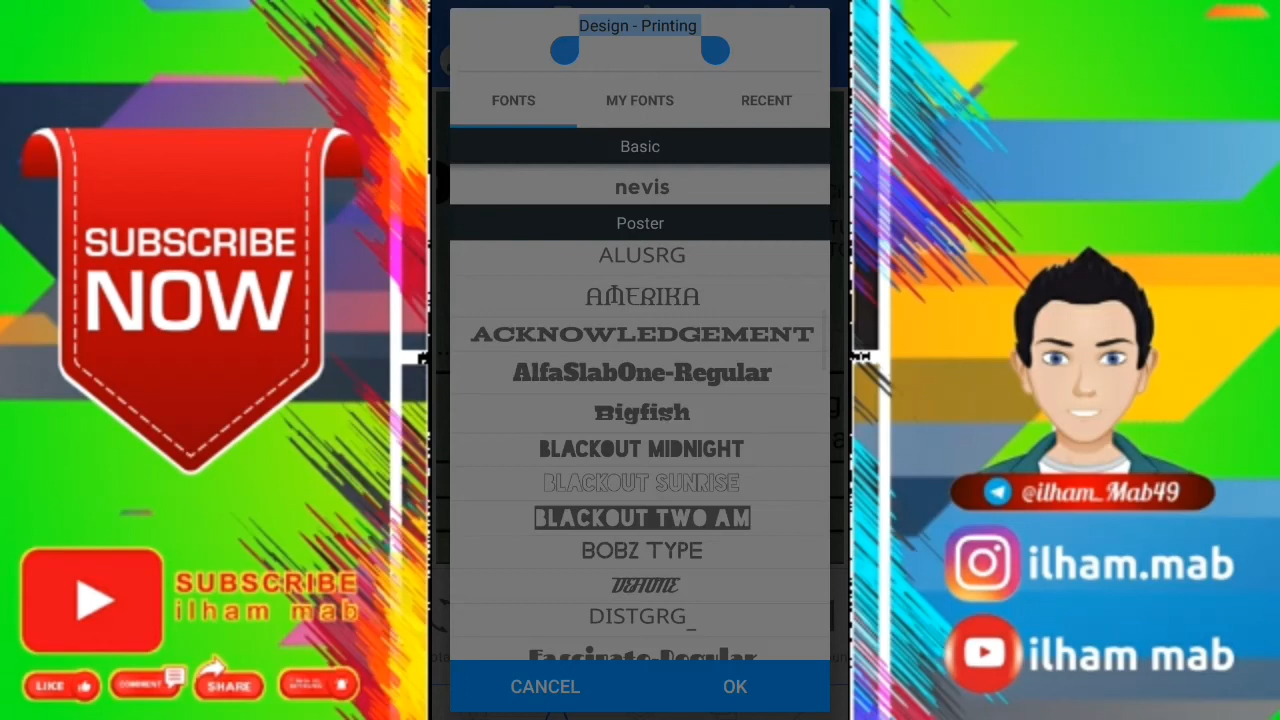 SUBSCRIBE
NOW
SUBSCRIBE
ilham mab
LIKE
COMMENT
SHARE
Design - Printing
FONTS
MY FONTS
RECENT
Basic
nevis
Poster
ALUSRG
AMERIKA
ACKNOWLEDGEMENT
AlfaSlabOne-Regular
Bigfish
BLACKOUT MIDNIGHT
BLACKOUT SUNRISE
BLACKOUT TWO AM
BOBZ TYPE
DISTGRG_
Fascinate-Regular
CANCEL
OK
@ilham_Mab49
ilham.mab
ilham mab